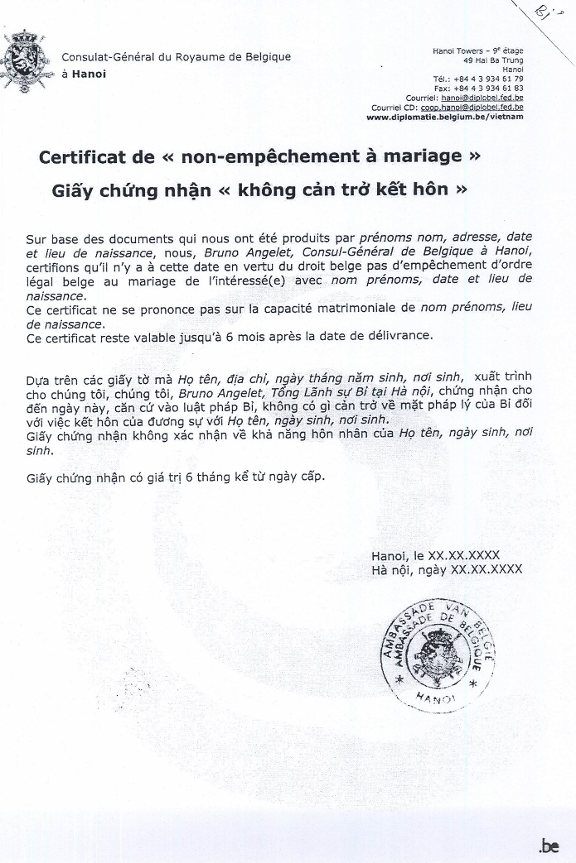 Bỉ
Consulat-Général du Royaume de Belgique
à Hanoi
Hanoi Towers – 9e étage
49 Hai Ba Trung
Hanoi
Tél.: +84 4 3 934 61 79
Fax: +84 4 3 934 61 83
Courriel: hanoi@diplobel.fed.be
Courriel CD: coop.hanoi@diplobel.fed.be
www.diplomatie.belgium.be/vietnam
Certificat de « non-empêchement à mariage »
Giấy chứng nhận « không cản trở kết hôn »
Sur base des documents qui nous ont été produits par prénoms nom, adresse, date
et lieu de naissance, nous, Bruno Angelet, Consul-Général de Belgique à Hanoi,
certifions qu'il n'y a à cette date en vertu du droit belge pas d'empêchement d'ordre
légal belge au mariage de l'intéressé(e) avec nom prénoms, date et lieu de
naissance.
Ce certificat ne se prononce pas sur la capacité matrimoniale de nom prénoms, lieu
de naissance.
Ce certificat reste valable jusqu'à 6 mois après la date de délivrance.
Dựa trên các giấy tờ mà Họ tên, địa chỉ, ngày tháng năm sinh, nơi sinh, xuất trình
cho chúng tôi, chúng tôi, Bruno Angelet, Tổng Lãnh sự Bỉ tại Hà nội, chứng nhận cho
đến ngày này, căn cứ vào luật pháp Bỉ, không có gì cản trở về mặt pháp lý của Bỉ đối
với việc kết hôn của đương sự với Họ tên, ngày sinh, nơi sinh.
Giấy chứng nhận không xác nhận về khả năng hôn nhân của Họ tên, ngày sinh, nơi
sinh.
Giấy chứng nhận có giá trị 6 tháng kể từ ngày cấp.
Hanoi, le XX.XX.XXXX
Hà nội, ngày XX.XX.XXXX
AMBASSADE VAN BELGIE
AMBASSADE DE BELGIQUE
HANOI
.be